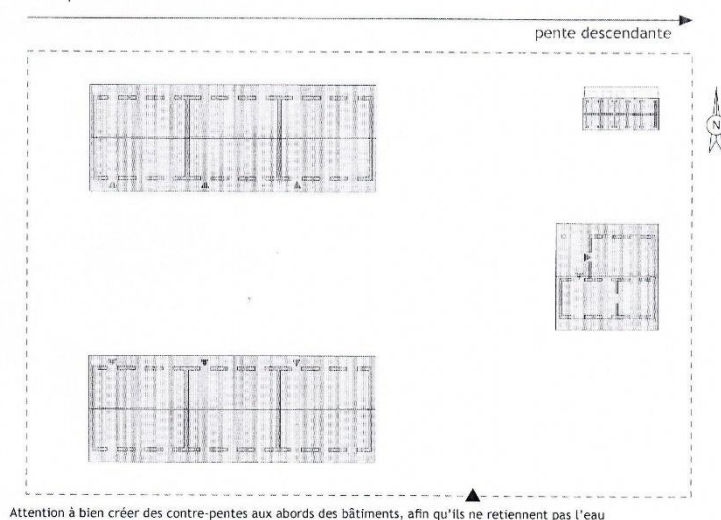 pente descendante
N
Attention à bien créer des contre-pentes aux abords des bâtiments, afin qu'ils ne retiennent pas l'eau